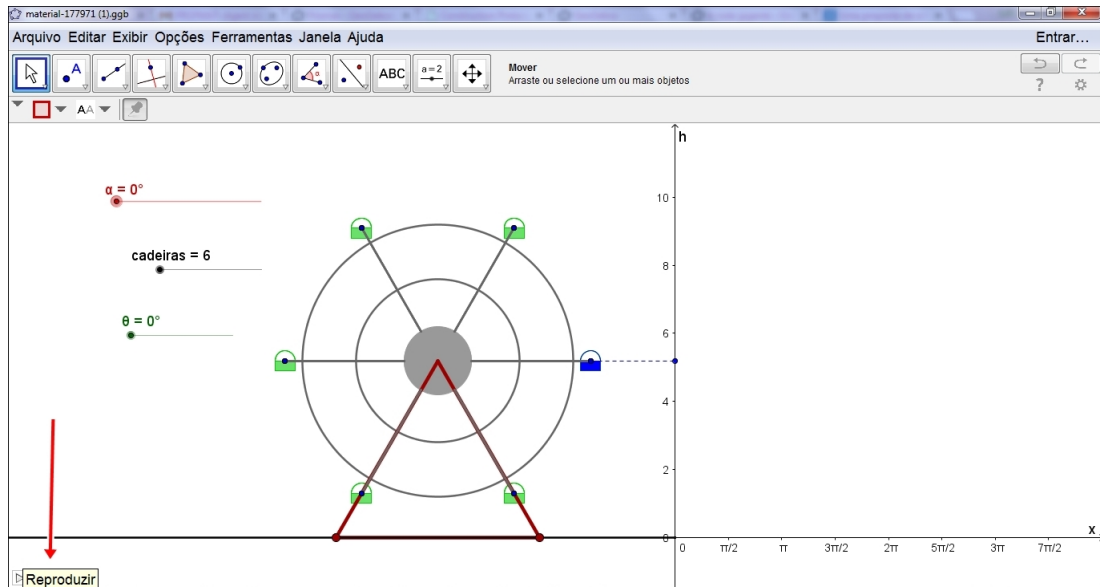 material-177971 (1).ggb
Arquivo Editar Exibir Opções Ferramentas Janela Ajuda
Entrar...
A
α
ABC
a=2
Mover
Arraste ou selecione um ou mais objetos
?
AA
h
α = 0°
cadeiras = 6
θ = 0°
10
8
6
4
2
0
x
0 π/2 π 3π/2 2π 5π/2 3π 7π/2
Reproduzir